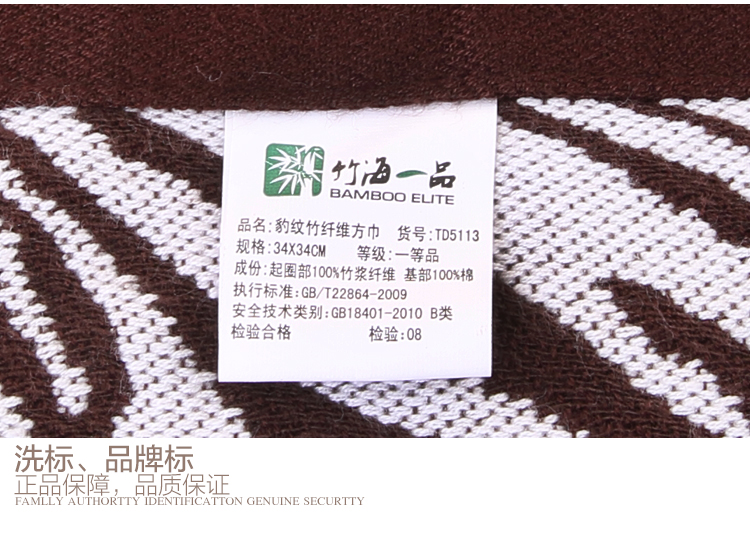 竹海一品
BAMBOO ELITE
品名:豹纹竹纤维方巾 货号:TD5113
规格:34X34CM 等级:一等品
成份:起圈部100%竹浆纤维 基部100%棉
执行标准:GB/T22864-2009
安全技术类别:GB18401-2010 B类
检验合格 检验:08
洗标、品牌标
正品保障，品质保证
FAMLLY AUTHORTTY IDENTIFICATTON GENUINE SECURTTY